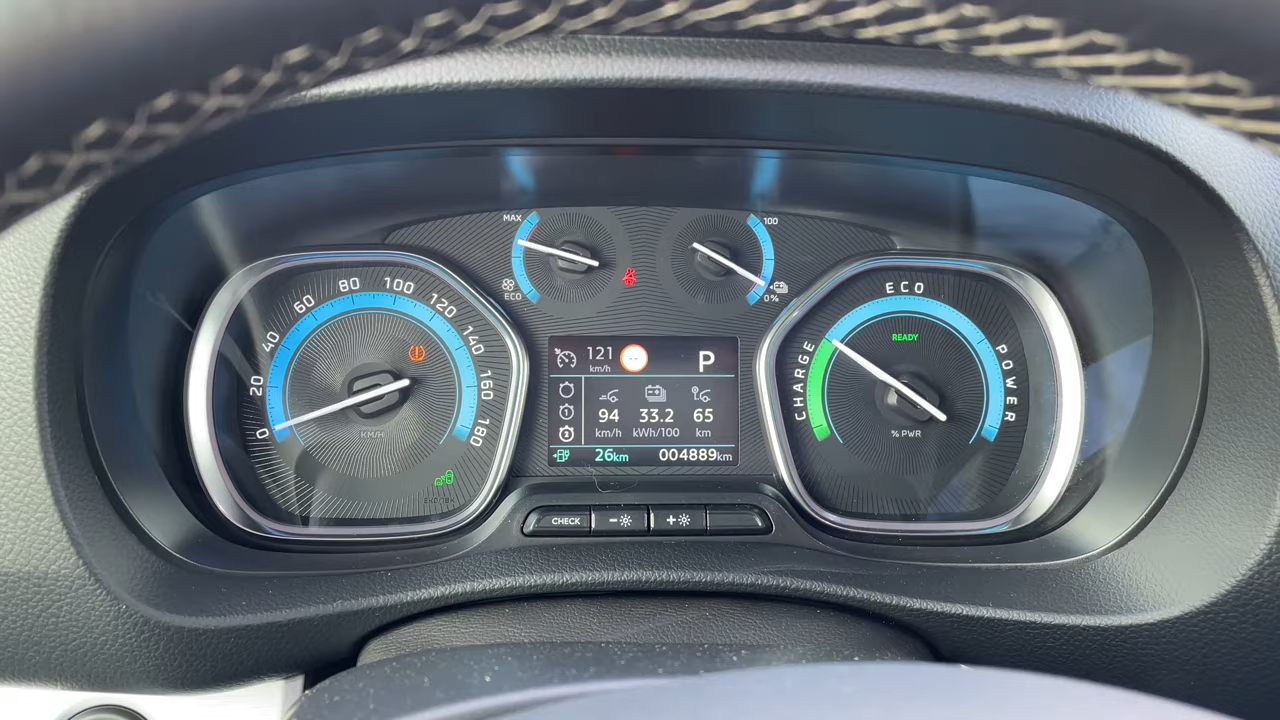 MAX
ECO
100
0%
0
20
40
60
80
100
120
140
160
180
KM/H
121
km/h
--
P
94
km/h
33.2
kWh/100
65
km
26km
004889km
ECO
CHARGE
POWER
READY
% PWR
CHECK
- +